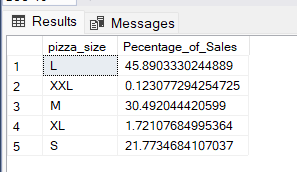 Results Messages
pizza_size Pecentage_of_Sales
1 L 45.8903330244889
2 XXL 0.123077294254725
3 M 30.492044420599
4 XL 1.72107684995364
5 S 21.7734684107037